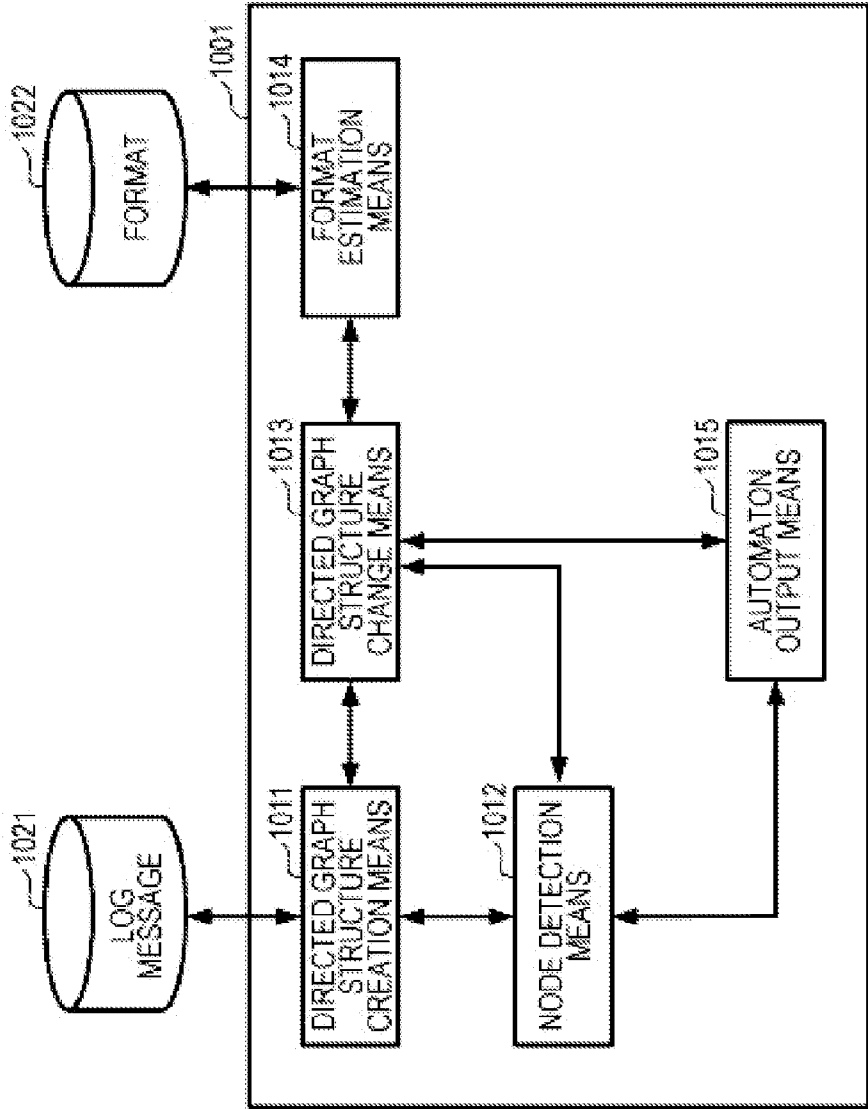 1021
LOG
MESSAGE
1022
FORMAT
1001
1011
DIRECTED GRAPH
STRUCTURE
CREATION MEANS
1013
DIRECTED GRAPH
STRUCTURE
CHANGE MEANS
1014
FORMAT
ESTIMATION
MEANS
1012
NODE DETECTION
MEANS
1015
AUTOMATON
OUTPUT MEANS